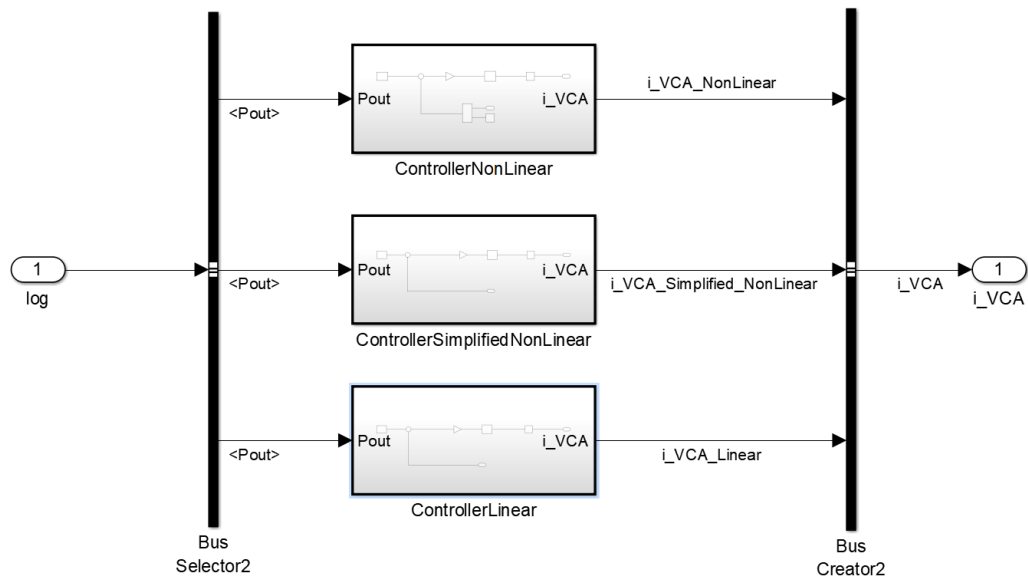 i_VCA_NonLinear
<Pout>
Pout
i_VCA
ControllerNonLinear
1
log
<Pout>
Pout
i_VCA
ControllerSimplifiedNonLinear
i_VCA_Simplified_NonLinear
i_VCA
1
i_VCA
<Pout>
Pout
i_VCA
ControllerLinear
i_VCA_Linear
Bus
Selector2
Bus
Creator2